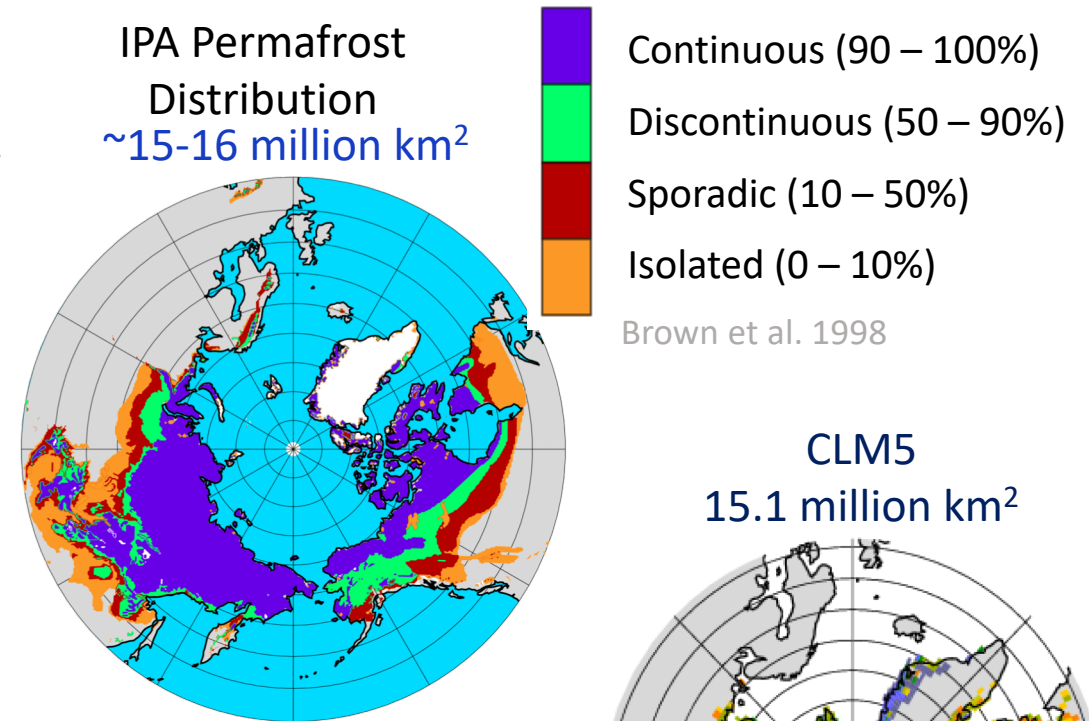 IPA Permafrost
Distribution
~15-16 million km²
Continuous (90 – 100%)
Discontinuous (50 – 90%)
Sporadic (10 – 50%)
Isolated (0 – 10%)
Brown et al. 1998
CLM5
15.1 million km²